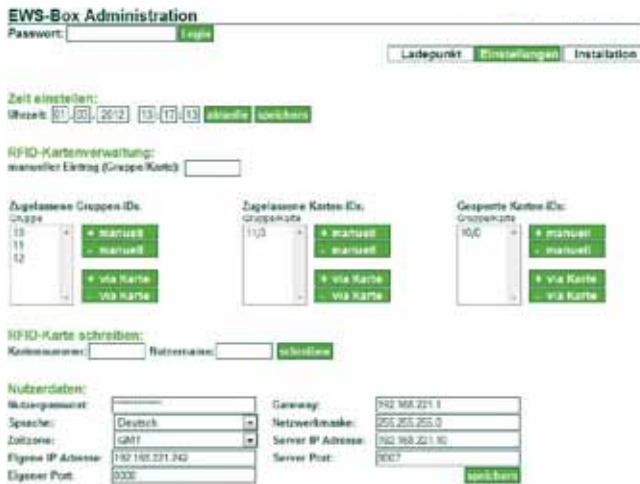 EWS-Box Administration
Passwort: Login
Ladepunkt Einstellungen Installation
Zeit einstellen:
Uhrzeit: 01 . 03 . 2012 13 : 17 : 13 aktuelle speichern
RFID-Kartenverwaltung:
manueller Eintrag (Gruppe/Karte):
Zugelassene Gruppen-IDs: Zugelassene Karten-IDs: Gesperrte Karten-IDs:
Gruppe Gruppe/Karte Gruppe/Karte
10 + manuell 11,0 + manuell 10,0 + manuell
11 - manuell - manuell - manuell
12
+ via Karte + via Karte + via Karte
- via Karte - via Karte - via Karte
RFID-Karte schreiben:
Kartennummer: Nutzername: schreiben
Nutzerdaten:
Nutzerpasswort: Gateway: 192.168.221.1
Sprache: Deutsch Netzwerkmaske: 255.255.255.0
Zeitzone: GMT Server IP Adresse: 192.168.221.10
Eigene IP Adresse: 192.168.221.242 Server Port:
Eigener Port: speichern